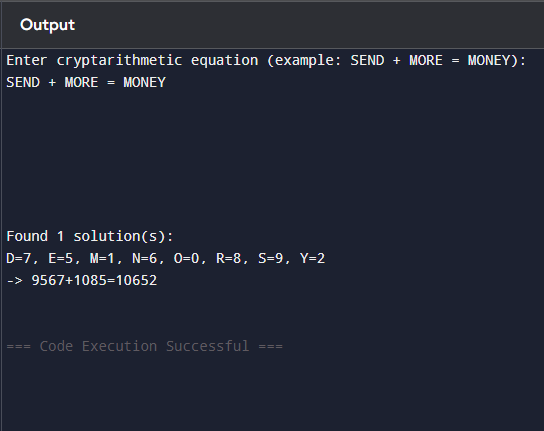 Output
Enter cryptarithmetic equation (example: SEND + MORE = MONEY):
SEND + MORE = MONEY
Found 1 solution(s):
D=7, E=5, M=1, N=6, O=0, R=8, S=9, Y=2
-> 9567+1085=10652
=== Code Execution Successful ===